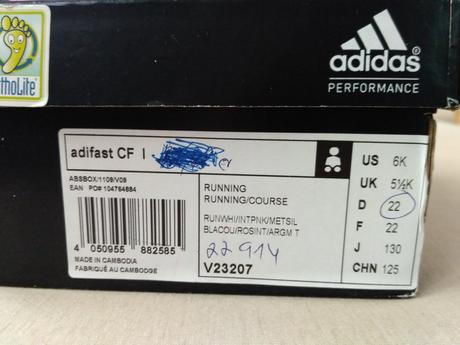 orthoLite
adidas
PERFORMANCE
adifast CF I
ABSBOX/1109/V09
EAN PO# 104764884
4 050955 882585
MADE IN CAMBODIA
FABRIQUÉ AU CAMBODGE
RUNNING
RUNNING/COURSE
RUNWHI/INTPNK/METSIL
BLACOU/ROSINT/ARGM T
22 914
V23207
US 6K
UK 5½K
D 22
F 22
J 130
CHN 125